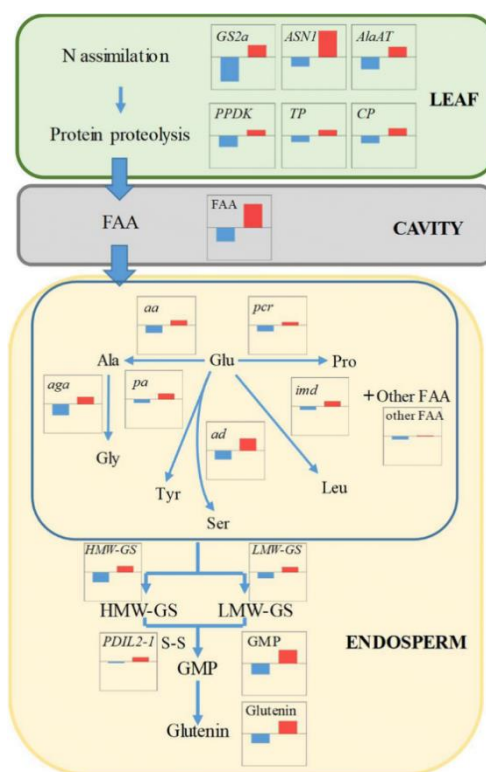 GS2a ASN1 AlaAT
N assimilation
LEAF
PPDK TP CP
Protein proteolysis
FAA
FAA
CAVITY
aa pcr
Ala Glu Pro
aga pa imd
+Other FAA
other FAA
ad
Gly
Tyr Leu
Ser
HMW-GS LMW-GS
HMW-GS LMW-GS
PDIL2-1 S-S GMP
ENDOSPERM
GMP
Glutenin
Glutenin